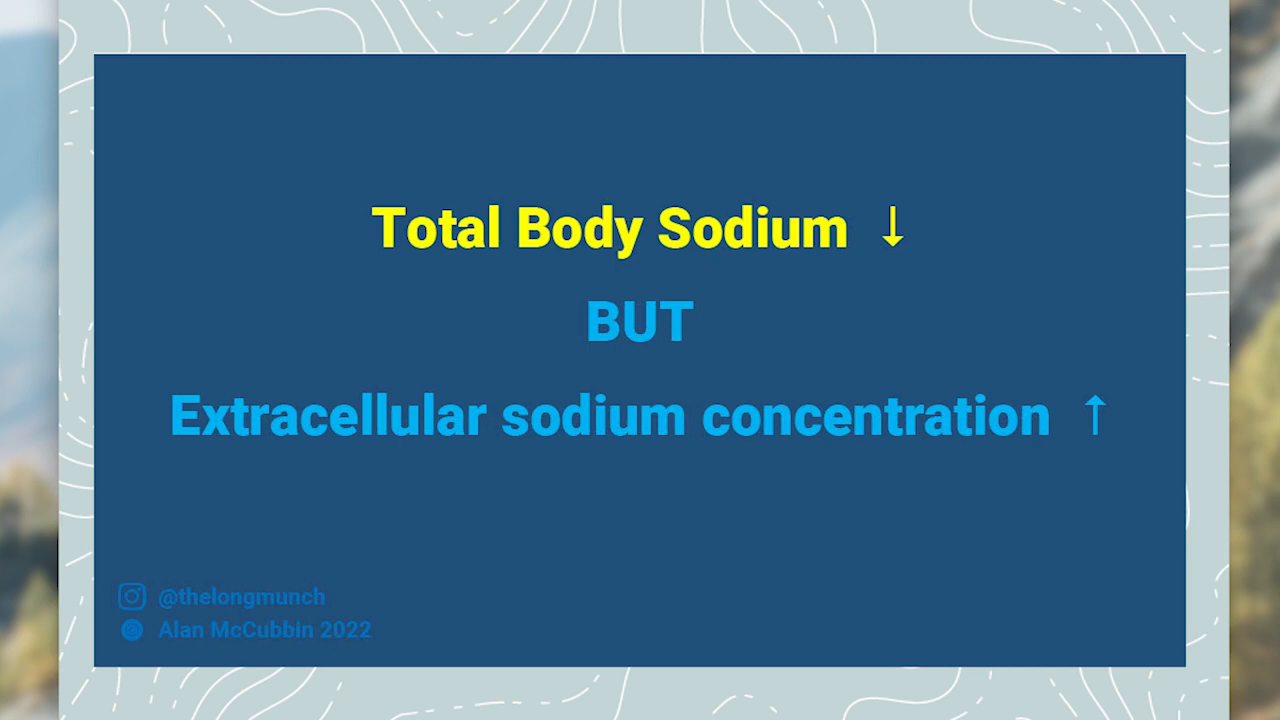 Total Body Sodium ↓
BUT
Extracellular sodium concentration ↑
@thelongmunch
Alan McCubbin 2022